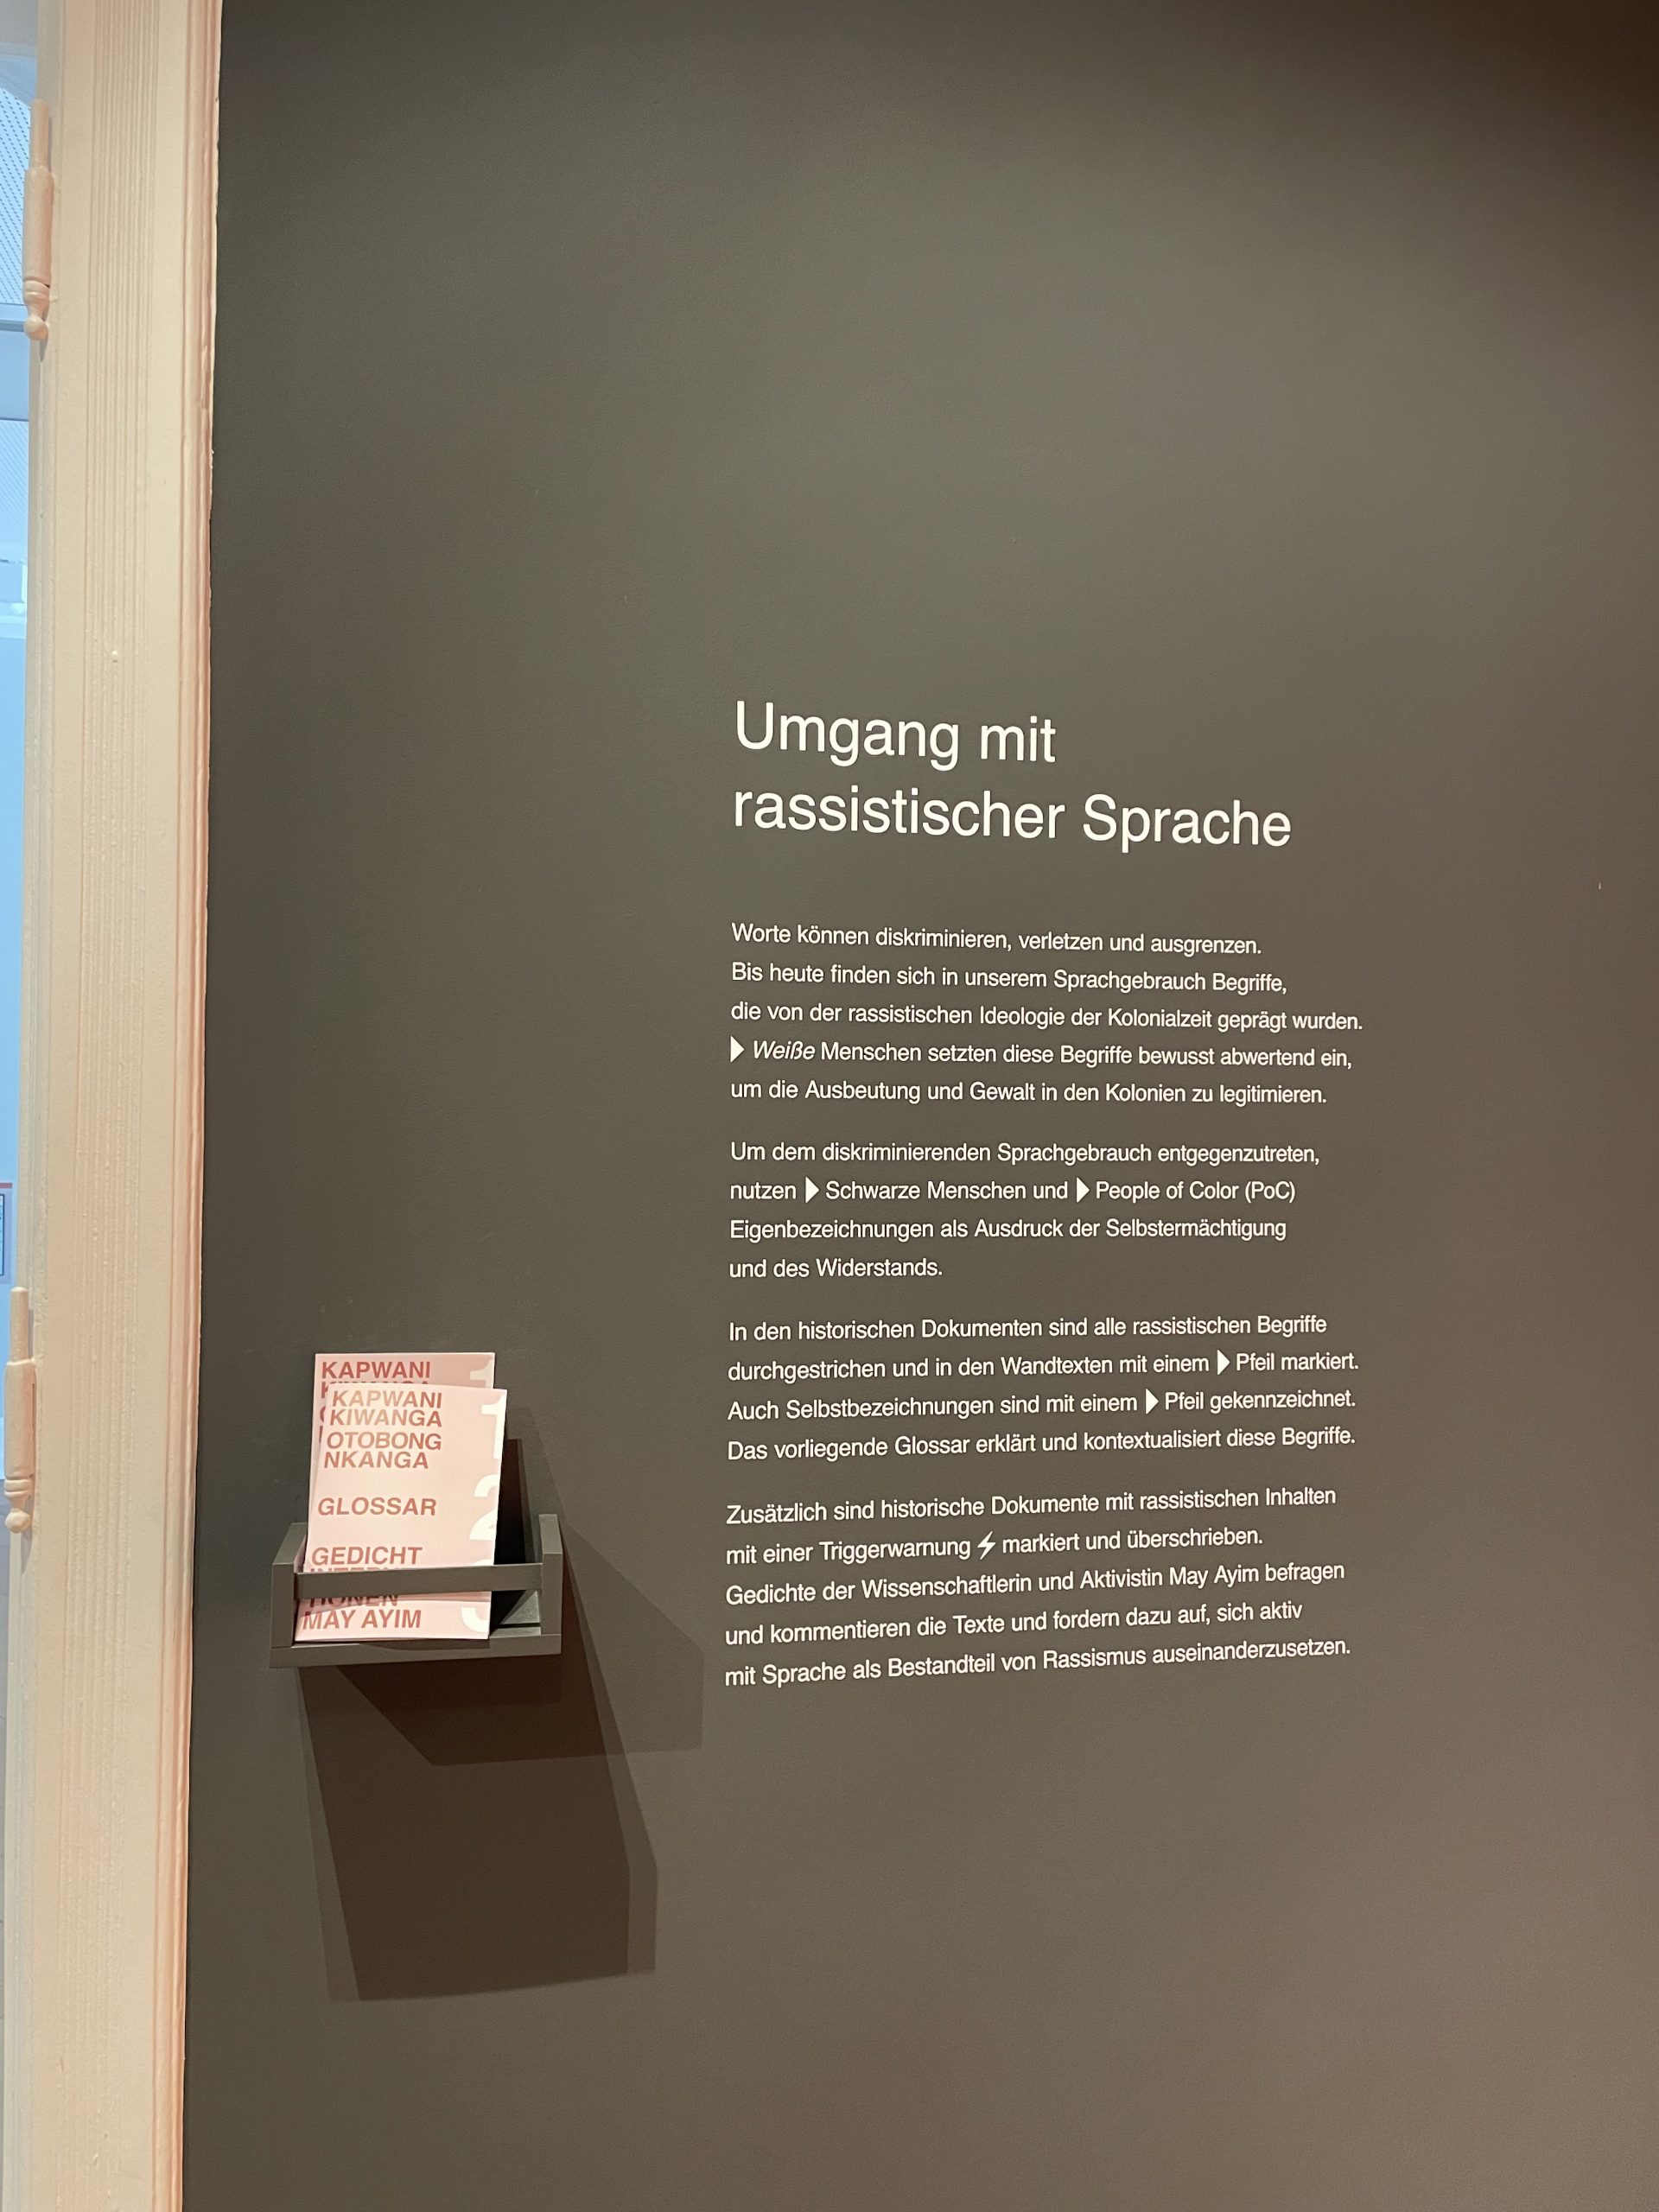 Umgang mit
rassistischer Sprache
Worte können diskriminieren, verletzen und ausgrenzen.
Bis heute finden sich in unserem Sprachgebrauch Begriffe,
die von der rassistischen Ideologie der Kolonialzeit geprägt wurden.
▶ Weiße Menschen setzten diese Begriffe bewusst abwertend ein,
um die Ausbeutung und Gewalt in den Kolonien zu legitimieren.
Um dem diskriminierenden Sprachgebrauch entgegenzutreten,
nutzen ▶ Schwarze Menschen und ▶ People of Color (PoC)
Eigenbezeichnungen als Ausdruck der Selbstermächtigung
und des Widerstands.
In den historischen Dokumenten sind alle rassistischen Begriffe
durchgestrichen und in den Wandtexten mit einem ▶ Pfeil markiert.
Auch Selbstbezeichnungen sind mit einem ▶ Pfeil gekennzeichnet.
Das vorliegende Glossar erklärt und kontextualisiert diese Begriffe.
Zusätzlich sind historische Dokumente mit rassistischen Inhalten
mit einer Triggerwarnung ⚡ markiert und überschrieben.
Gedichte der Wissenschaftlerin und Aktivistin May Ayim befragen
und kommentieren die Texte und fordern dazu auf, sich aktiv
mit Sprache als Bestandteil von Rassismus auseinanderzusetzen.
KAPWANI
1
KAPWANI
KIWANGA
1
OTOBONG
NKANGA
GLOSSAR
2
GEDICHT
MAY AYIM
3